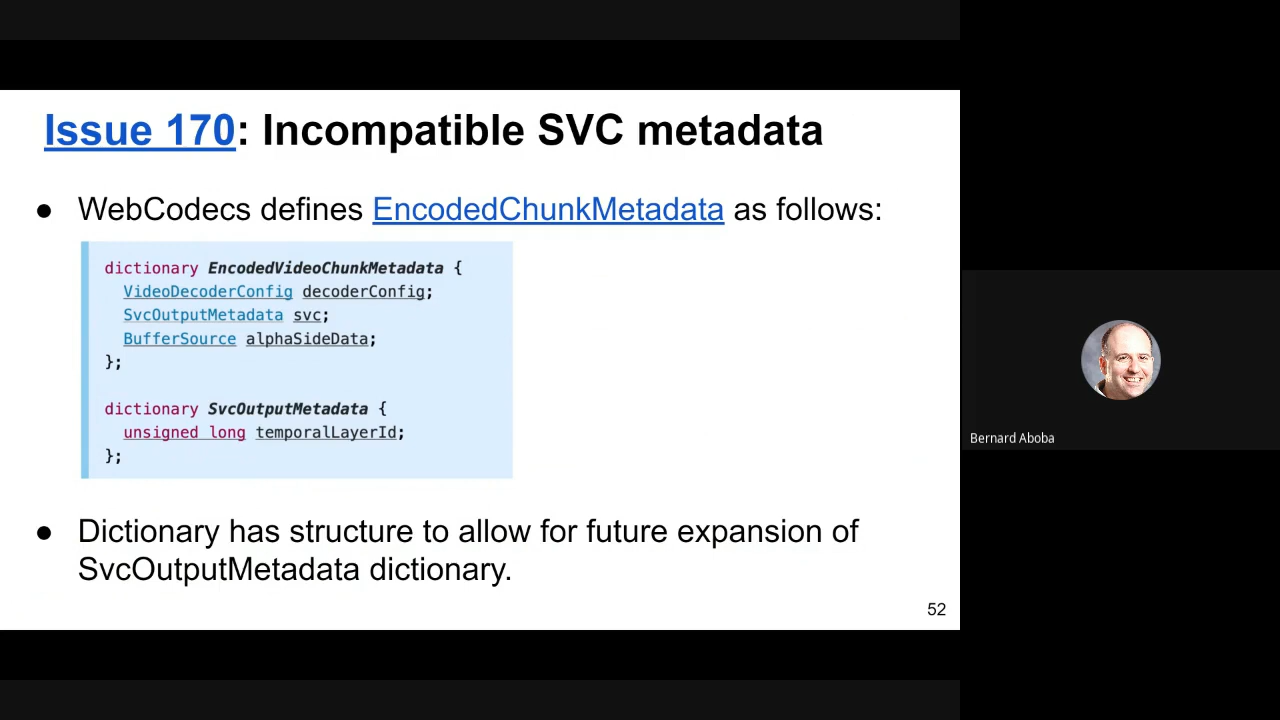 Issue 170: Incompatible SVC metadata
● WebCodecs defines EncodedChunkMetadata as follows:
dictionary EncodedVideoChunkMetadata {
VideoDecoderConfig decoderConfig;
SvcOutputMetadata svc;
BufferSource alphaSideData;
};
dictionary SvcOutputMetadata {
unsigned long temporalLayerId;
};
● Dictionary has structure to allow for future expansion of
SvcOutputMetadata dictionary.
52
Bernard Aboba